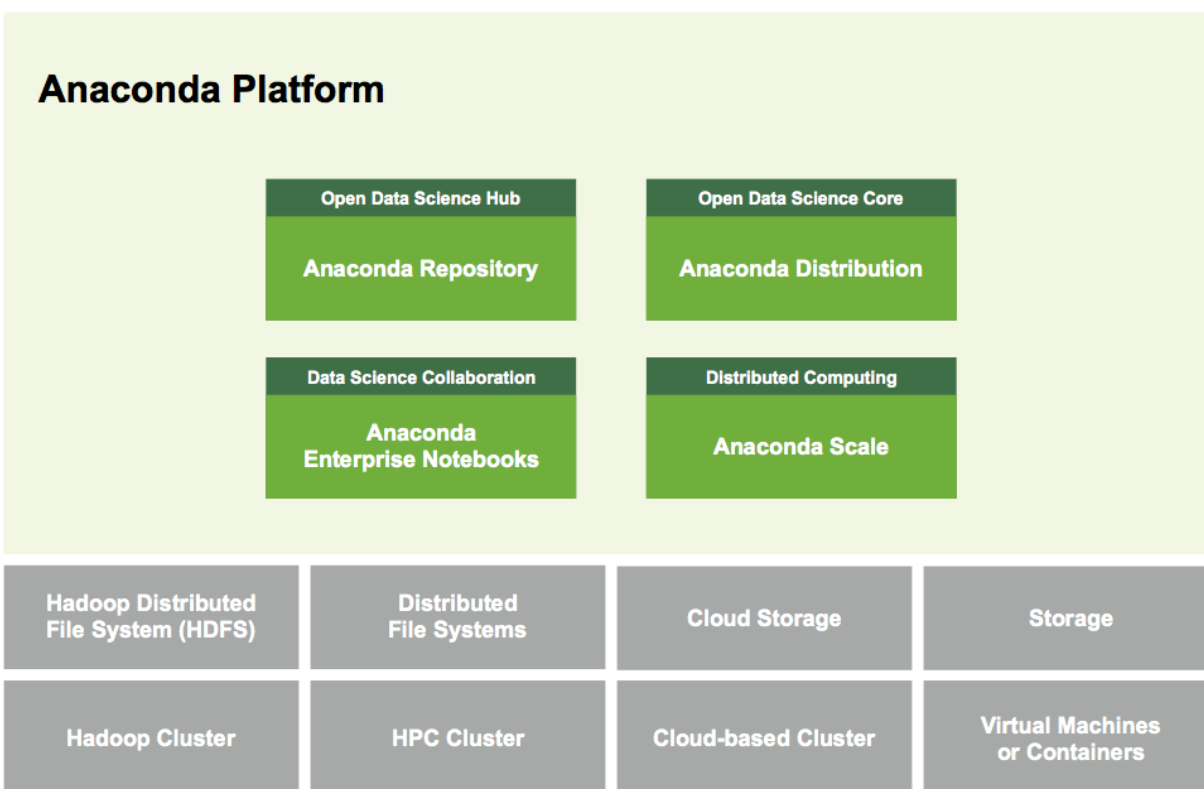 Anaconda Platform
Open Data Science Hub
Anaconda Repository
Open Data Science Core
Anaconda Distribution
Data Science Collaboration
Anaconda
Enterprise Notebooks
Distributed Computing
Anaconda Scale
Hadoop Distributed
File System (HDFS)
Distributed
File Systems
Cloud Storage
Storage
Hadoop Cluster
HPC Cluster
Cloud-based Cluster
Virtual Machines
or Containers